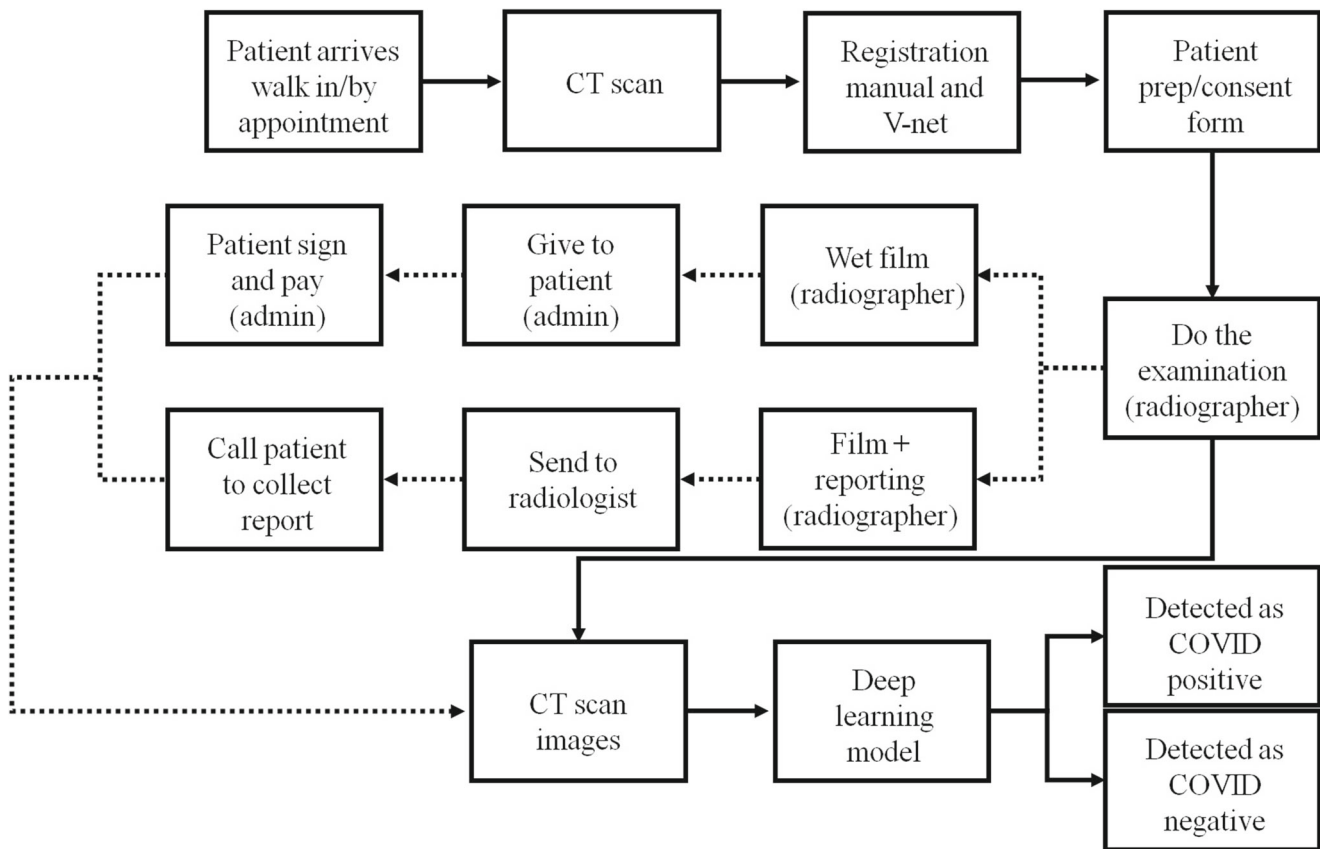 Patient arrives
walk in/by
appointment
CT scan
Registration
manual and
V-net
Patient
prep/consent
form
Patient sign
and pay
(admin)
Give to
patient
(admin)
Wet film
(radiographer)
Do the
examination
(radiographer)
Call patient
to collect
report
Send to
radiologist
Film +
reporting
(radiographer)
CT scan
images
Deep
learning
model
Detected as
COVID
positive
Detected as
COVID
negative